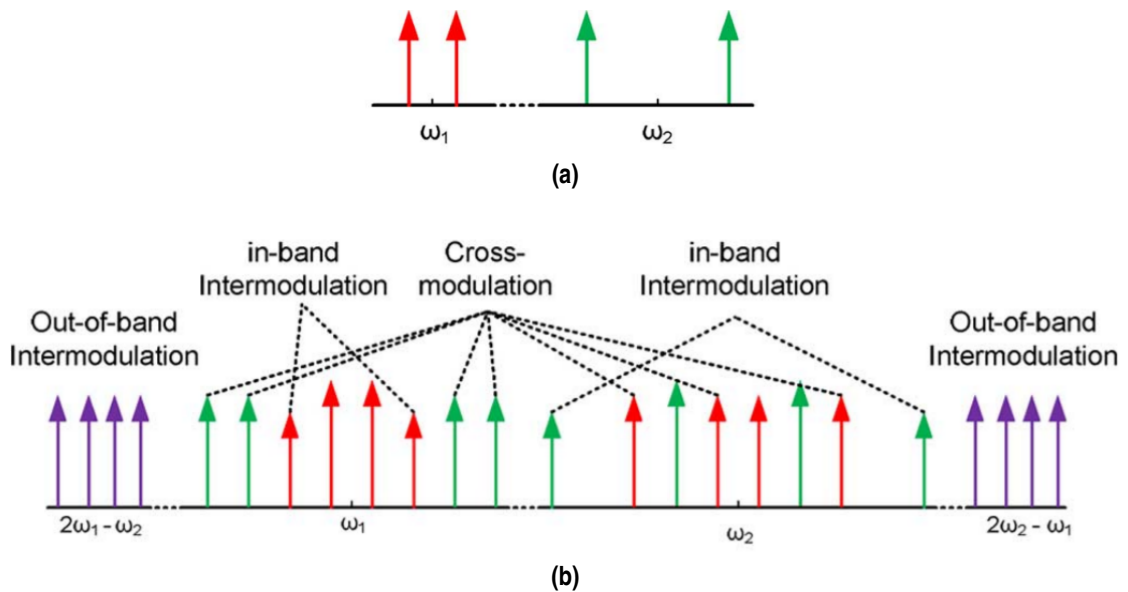 ω₁
ω₂
(a)
in-band
Intermodulation
Cross-
modulation
in-band
Intermodulation
Out-of-band
Intermodulation
Out-of-band
Intermodulation
2ω₁ - ω₂
ω₁
ω₂
2ω₂ - ω₁
(b)